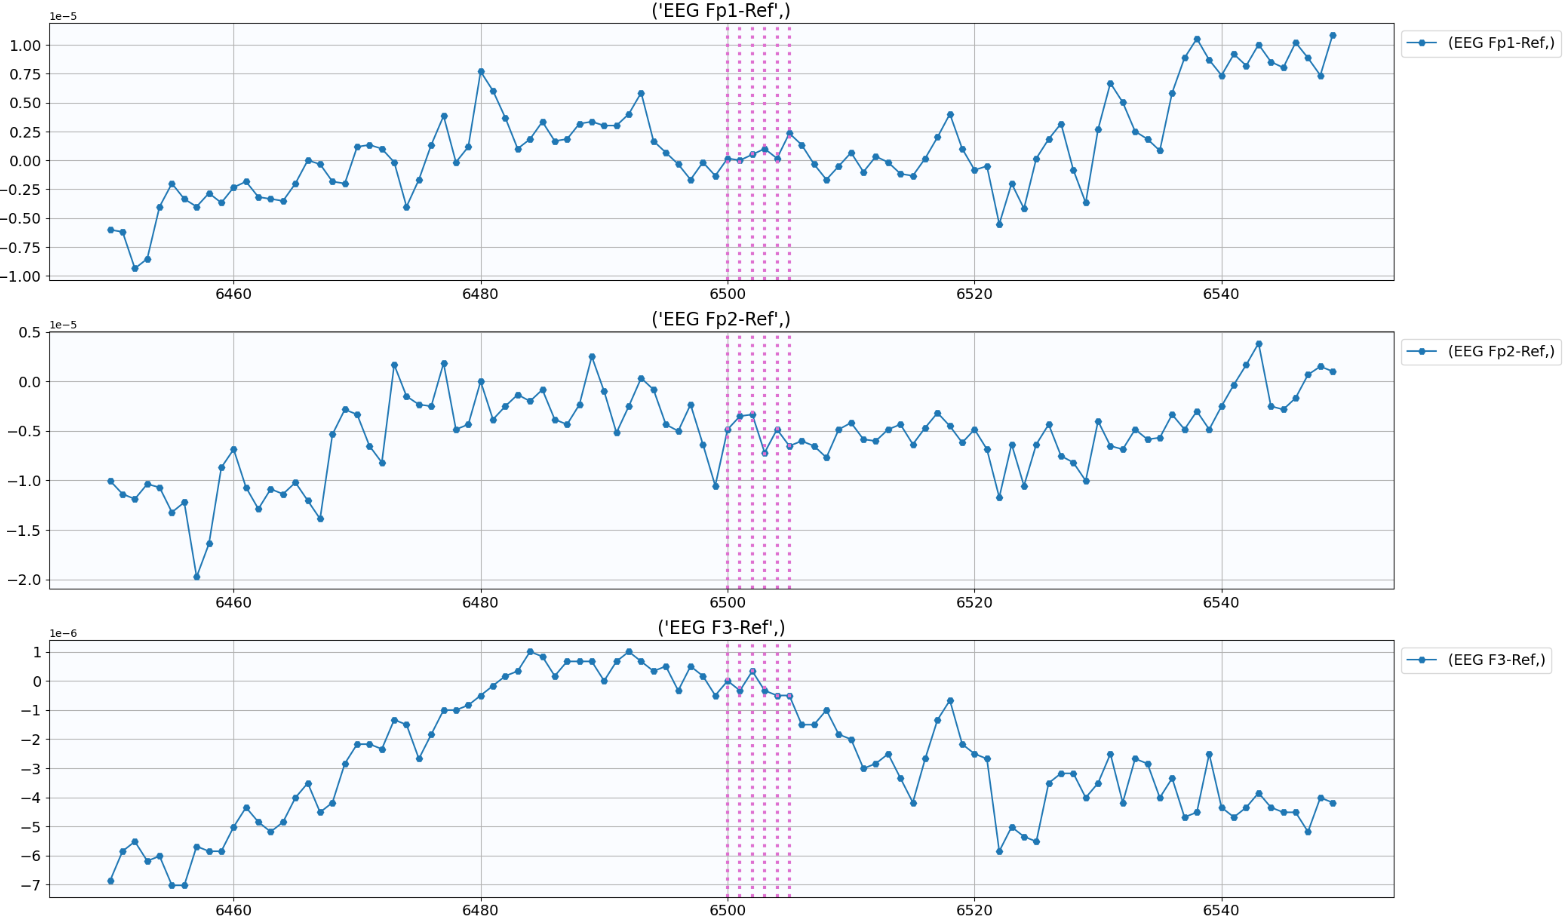 ('EEG Fp1-Ref',)
1e−5
(EEG Fp1-Ref,)
1.00
0.75
0.50
0.25
0.00
−0.25
−0.50
−0.75
−1.00
6460 6480 6500 6520 6540
('EEG Fp2-Ref',)
1e−5
(EEG Fp2-Ref,)
0.5
0.0
−0.5
−1.0
−1.5
−2.0
6460 6480 6500 6520 6540
('EEG F3-Ref',)
1e−6
(EEG F3-Ref,)
1
0
−1
−2
−3
−4
−5
−6
−7
6460 6480 6500 6520 6540